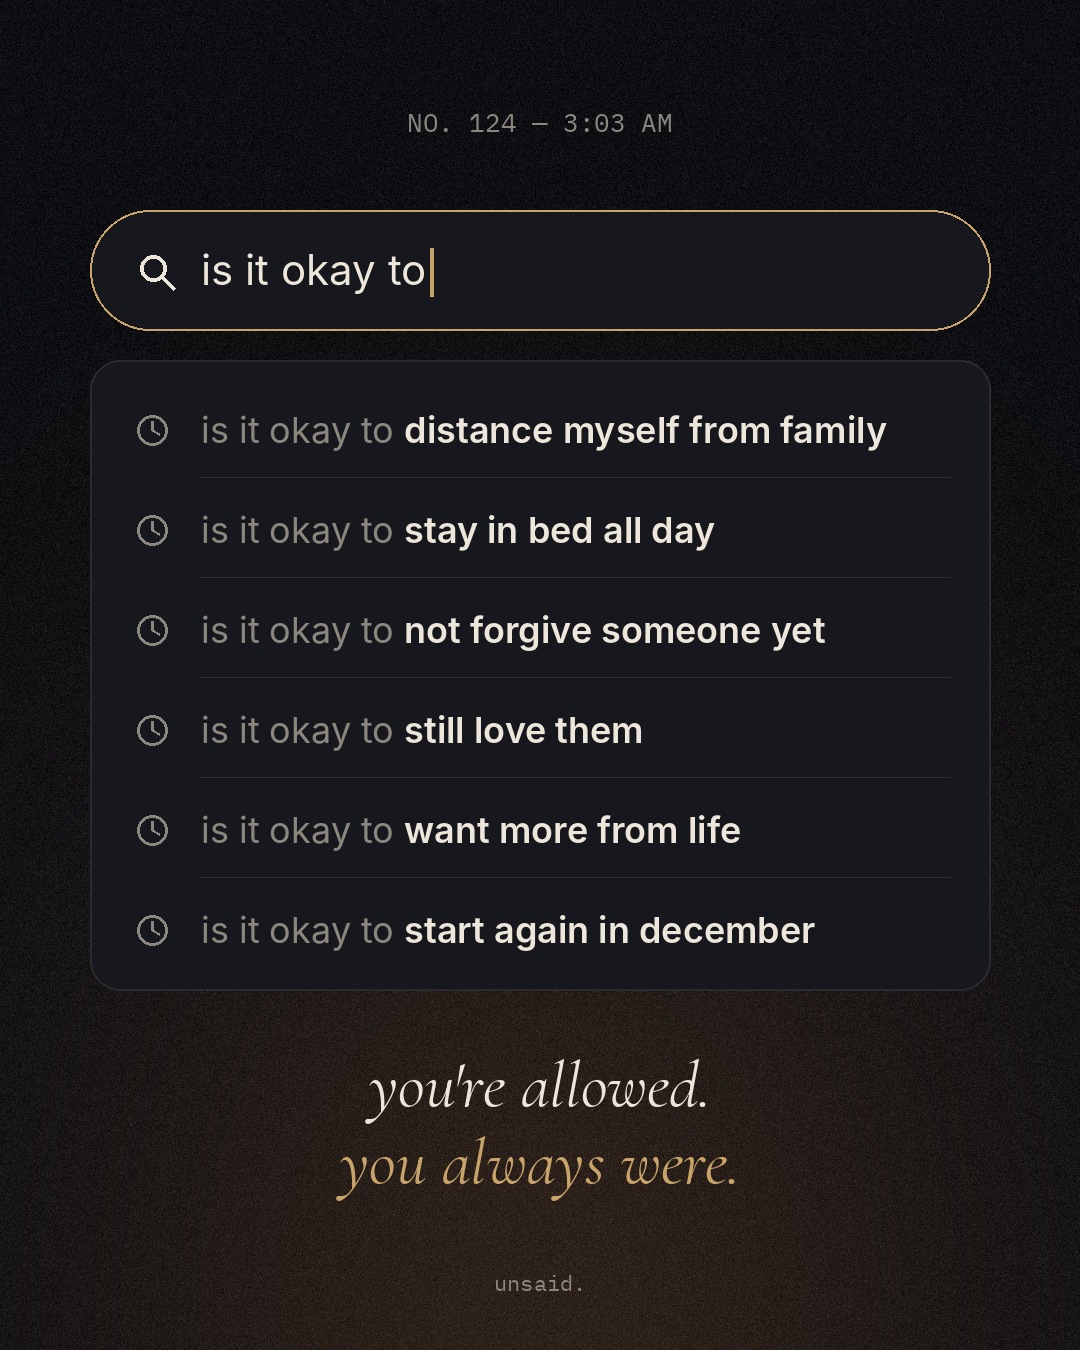 NO. 124 — 3:03 AM
is it okay to
is it okay to distance myself from family
is it okay to stay in bed all day
is it okay to not forgive someone yet
is it okay to still love them
is it okay to want more from life
is it okay to start again in december
you're allowed.
you always were.
unsaid.